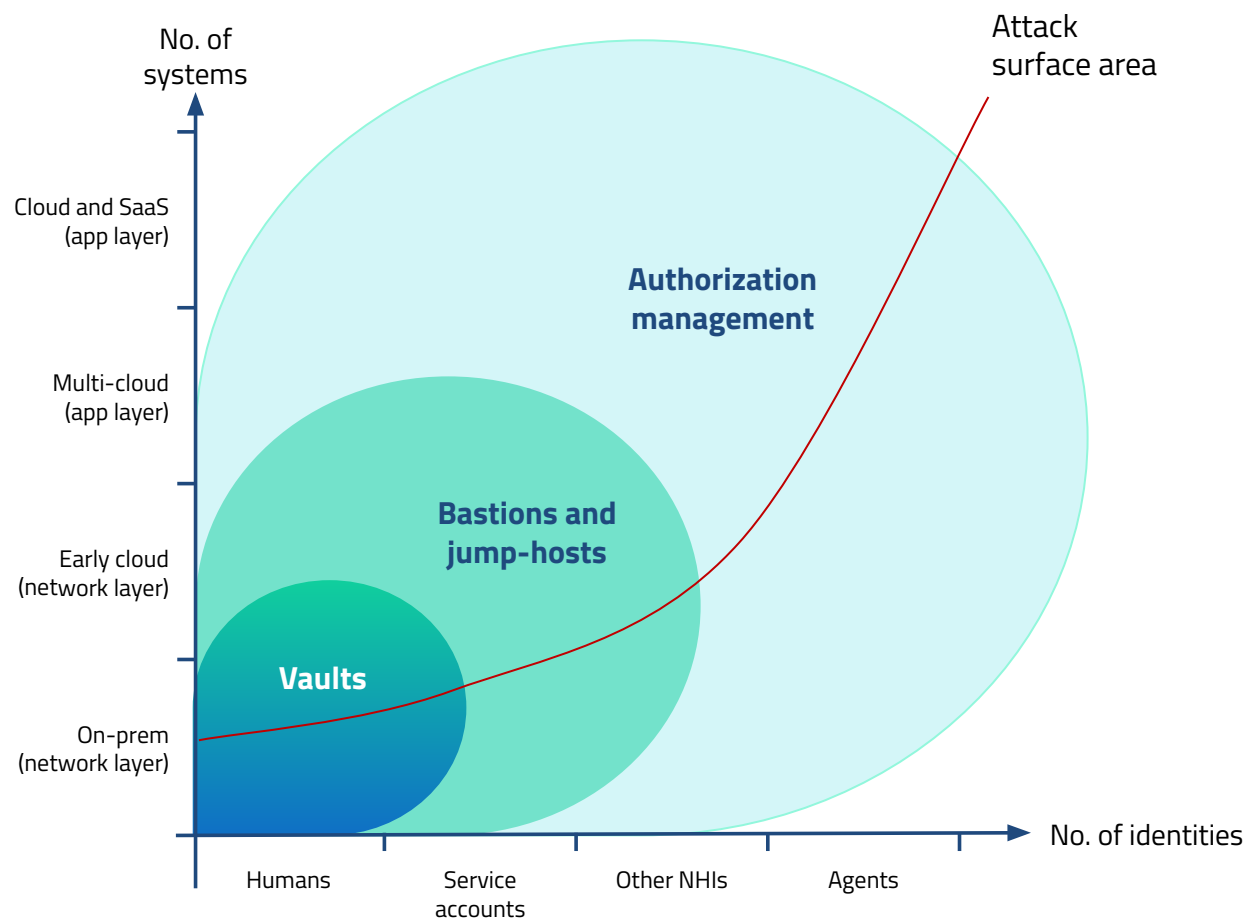 No. of
systems
Attack
surface area
Cloud and SaaS
(app layer)
Authorization
management
Multi-cloud
(app layer)
Bastions and
jump-hosts
Early cloud
(network layer)
Vaults
On-prem
(network layer)
No. of identities
Humans
Service
accounts
Other NHIs
Agents